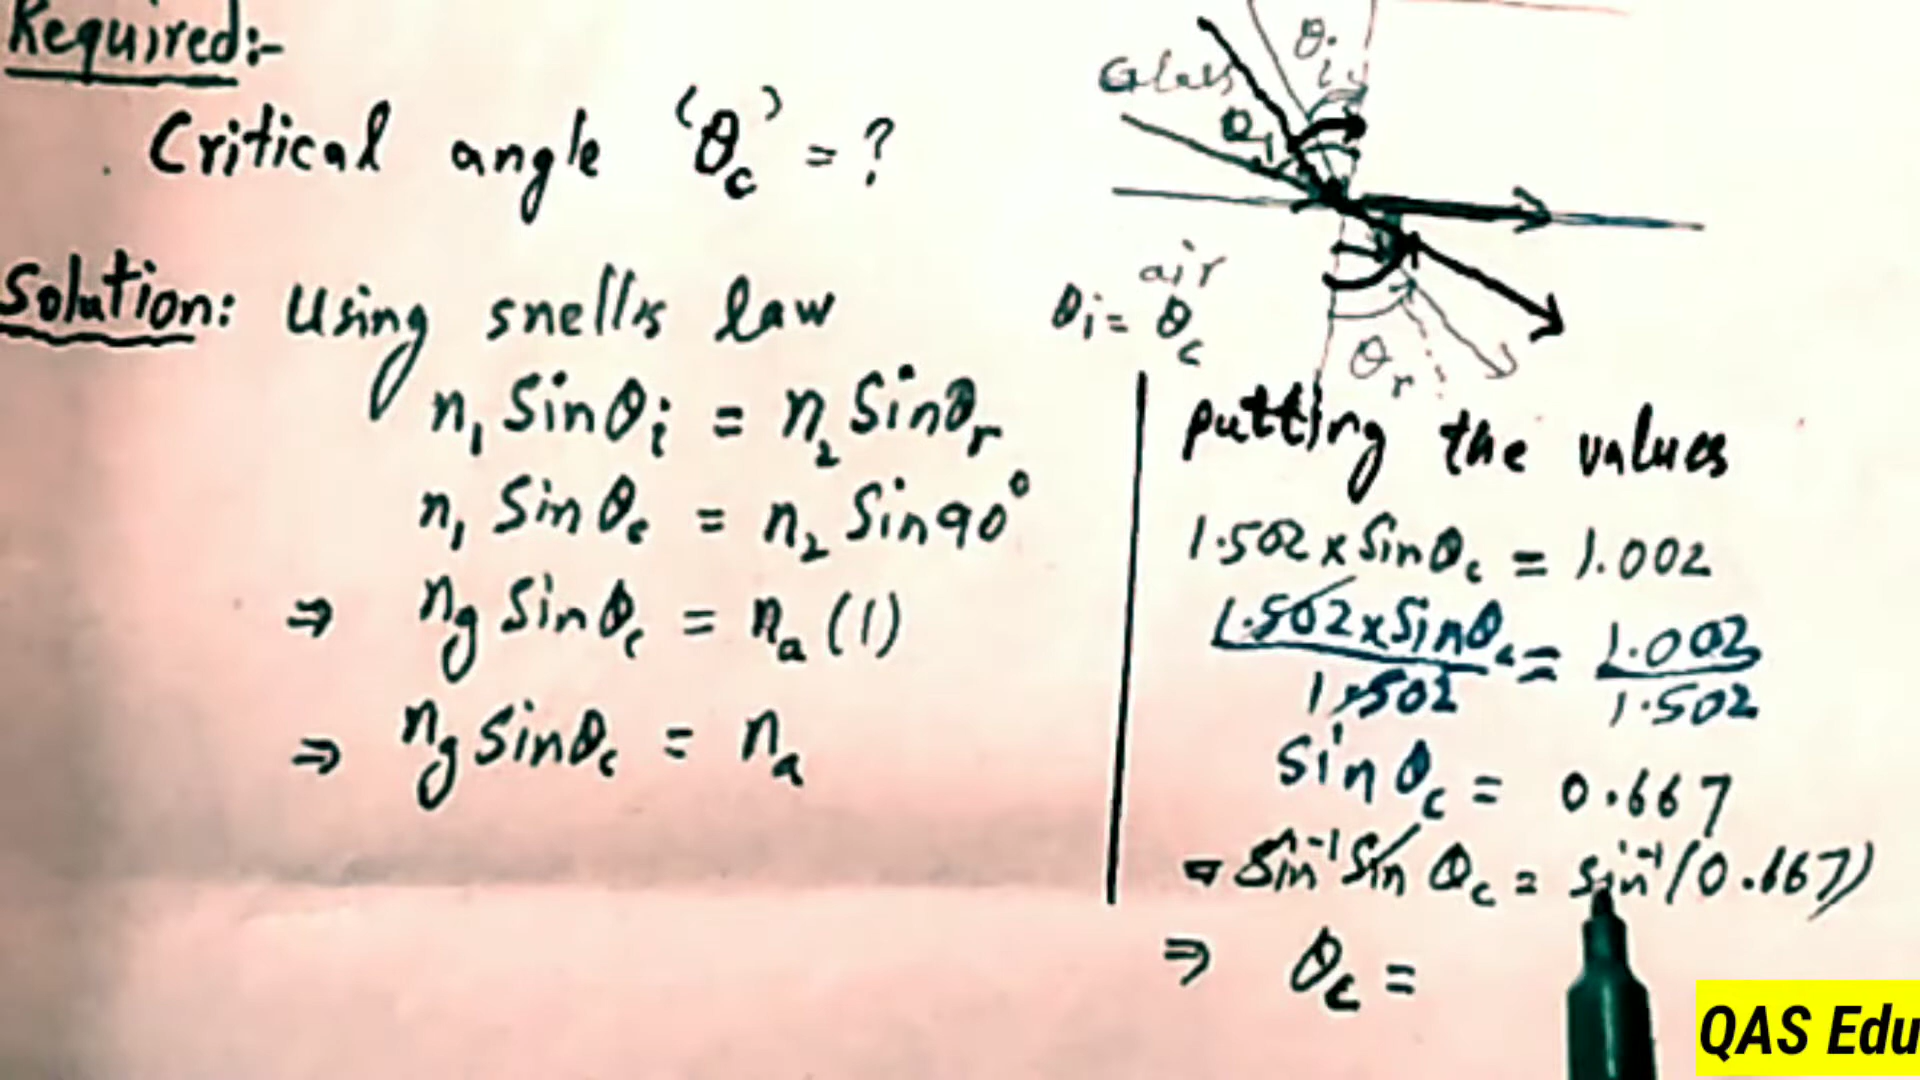 Required:-
Critical angle 'θc' = ?
Solution: Using snell's law
n₁ Sinθi = n₂ Sinθr
n₁ Sin θc = n₂ Sin90°
⇒ ng Sinθc = na (1)
⇒ ng Sinθc = na
θi
Glass
θi
air
θi = θc
θr
putting the values
1.502 x Sinθc = 1.002
1.502 x Sinθc / 1.502 = 1.002 / 1.502
Sin θc = 0.667
Sin⁻¹ Sin θc = Sin⁻¹(0.667)
⇒ θc =
QAS Edu